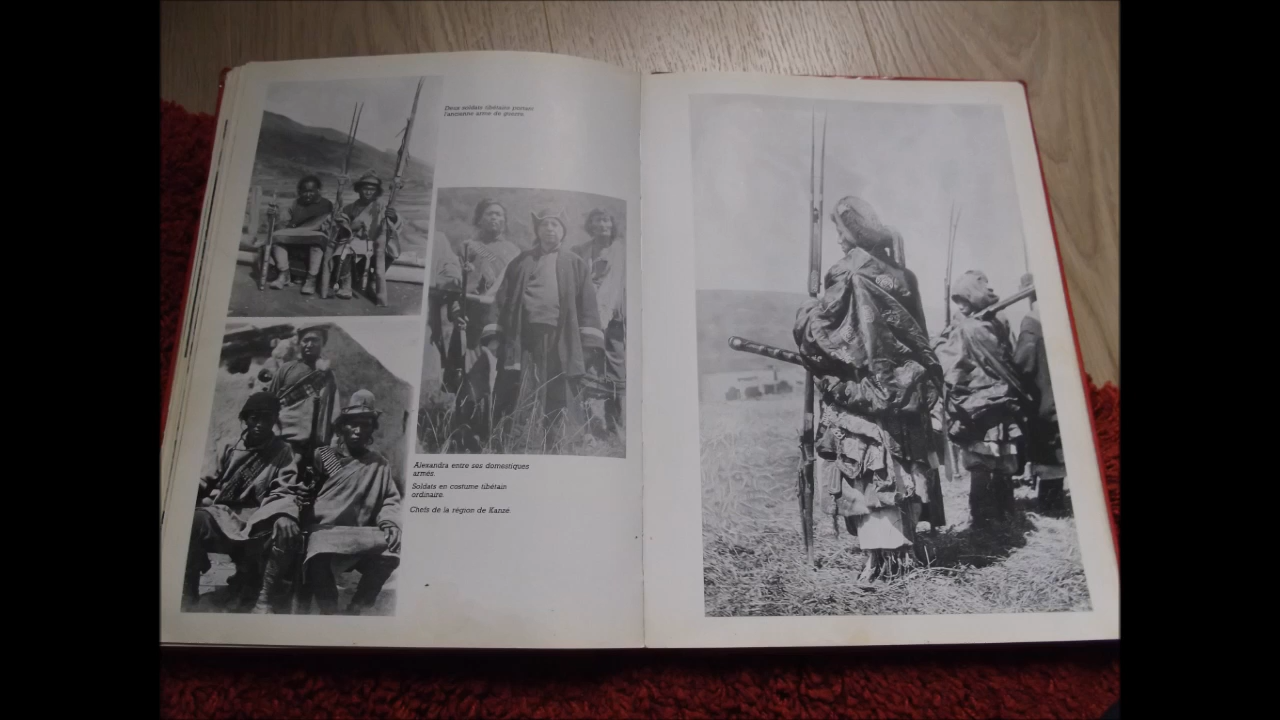 Deux soldats tibétains portant
l'ancienne arme de guerre.
Alexandra entre ses domestiques
armés.
Soldats en costume tibétain
ordinaire.
Chefs de la région de Kanzé.